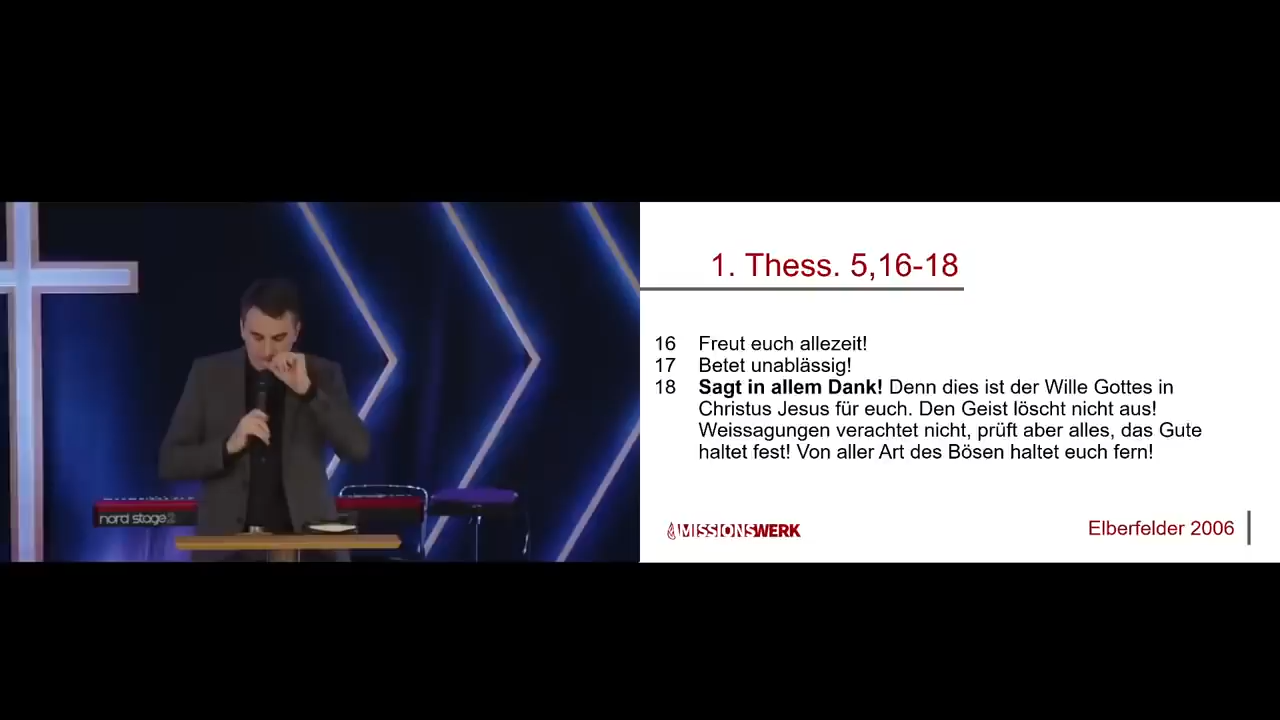 1. Thess. 5,16-18
16 Freut euch allezeit!
17 Betet unablässig!
18 Sagt in allem Dank! Denn dies ist der Wille Gottes in
Christus Jesus für euch. Den Geist löscht nicht aus!
Weissagungen verachtet nicht, prüft aber alles, das Gute
haltet fest! Von aller Art des Bösen haltet euch fern!
MISSIONSWERK
Elberfelder 2006
nord stage 2